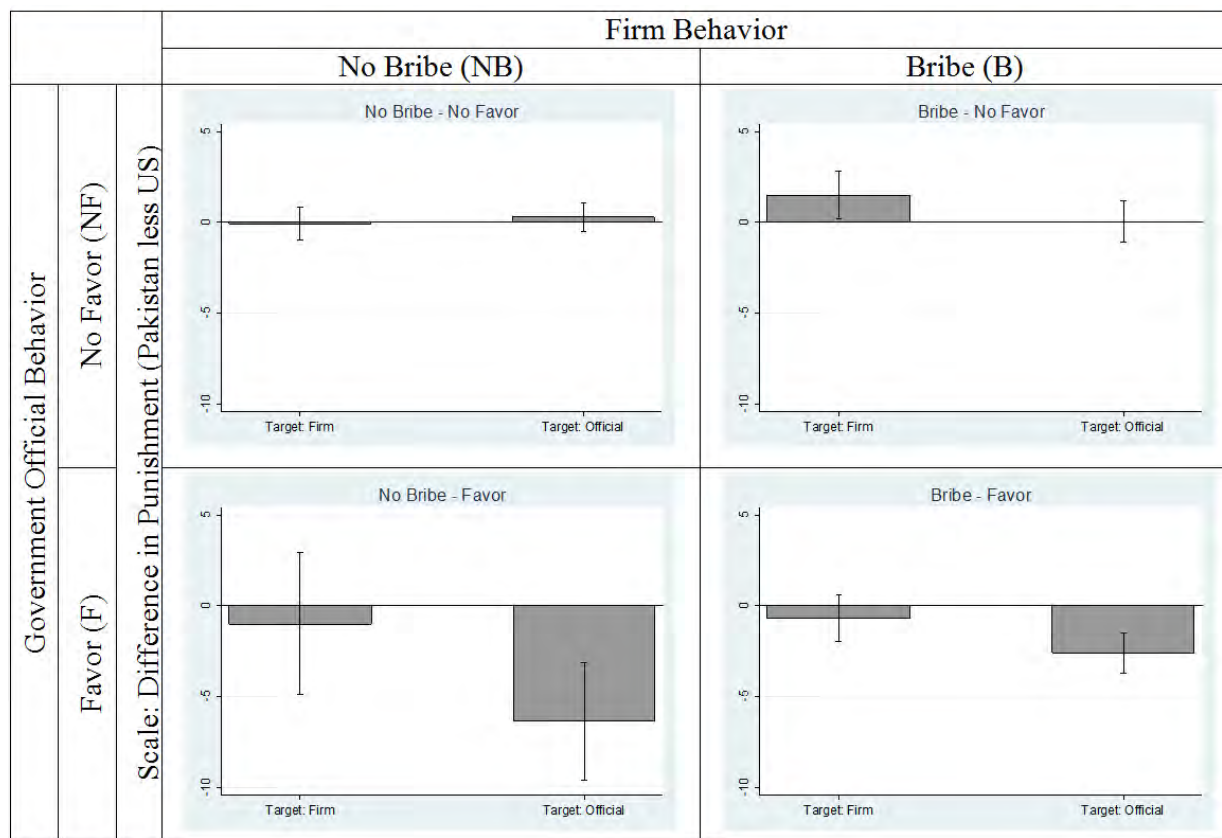 Firm Behavior
No Bribe (NB)
Bribe (B)
Government Official Behavior
No Favor (NF)
Favor (F)
Scale: Difference in Punishment (Pakistan less US)
No Bribe - No Favor
5
0
-5
-10
Target: Firm
Target: Official
Bribe - No Favor
5
0
-5
-10
Target: Firm
Target: Official
No Bribe - Favor
5
0
-5
-10
Target: Firm
Target: Official
Bribe - Favor
5
0
-5
-10
Target: Firm
Target: Official